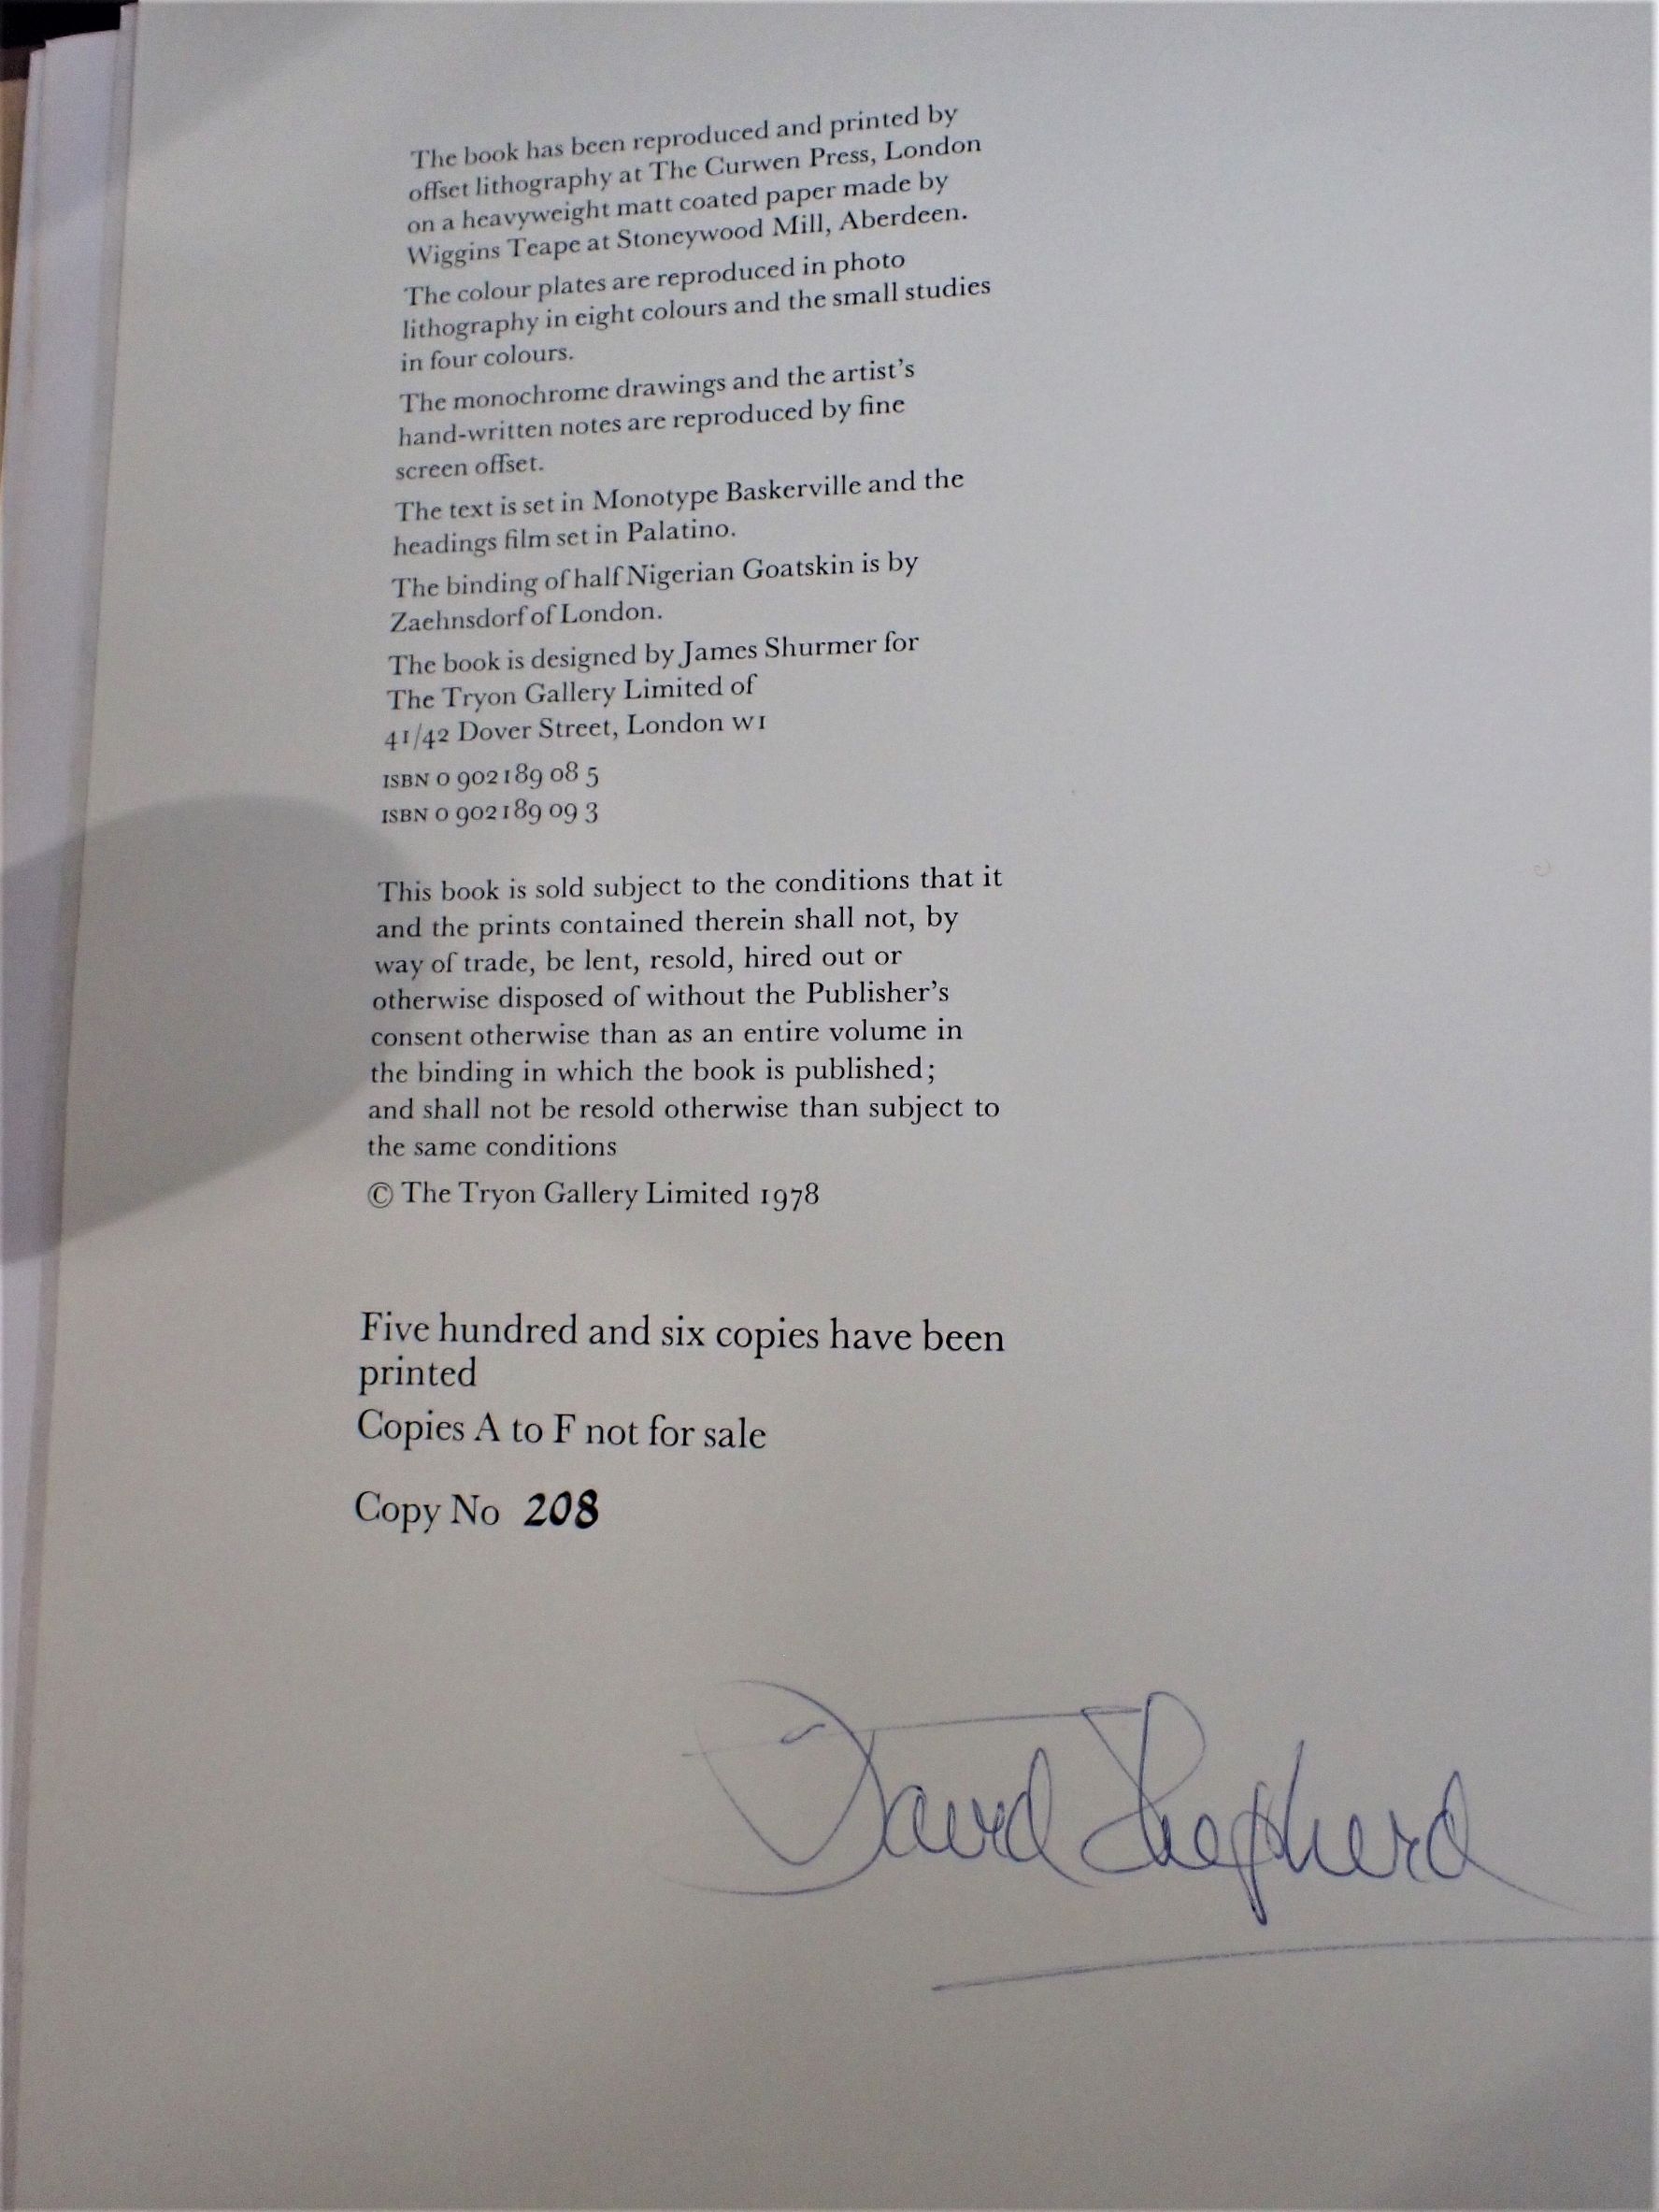 The book has been reproduced and printed by
offset lithography at The Curwen Press, London
on a heavyweight matt coated paper made by
Wiggins Teape at Stoneywood Mill, Aberdeen.
The colour plates are reproduced in photo
lithography in eight colours and the small studies
in four colours.
The monochrome drawings and the artist's
hand-written notes are reproduced by fine
screen offset.
The text is set in Monotype Baskerville and the
headings film set in Palatino.
The binding of half Nigerian Goatskin is by
Zaehnsdorf of London.
The book is designed by James Shurmer for
The Tryon Gallery Limited of
41/42 Dover Street, London W1
ISBN 0 902189 08 5
ISBN 0 902189 09 3
This book is sold subject to the conditions that it
and the prints contained therein shall not, by
way of trade, be lent, resold, hired out or
otherwise disposed of without the Publisher's
consent otherwise than as an entire volume in
the binding in which the book is published;
and shall not be resold otherwise than subject to
the same conditions
© The Tryon Gallery Limited 1978
Five hundred and six copies have been
printed
Copies A to F not for sale
Copy No 208
David Shepherd